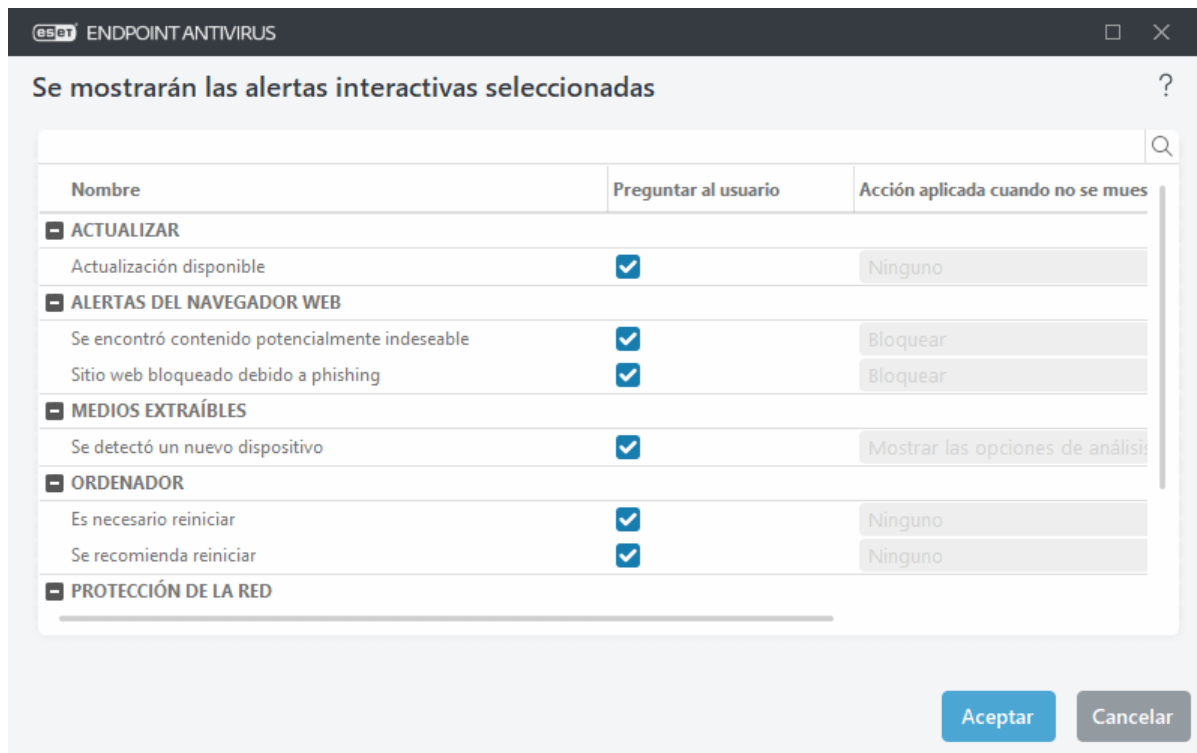 eset ENDPOINT ANTIVIRUS
Se mostrarán las alertas interactivas seleccionadas
?
Nombre Preguntar al usuario Acción aplicada cuando no se mues
ACTUALIZAR
Actualización disponible Ninguno
ALERTAS DEL NAVEGADOR WEB
Se encontró contenido potencialmente indeseable Bloquear
Sitio web bloqueado debido a phishing Bloquear
MEDIOS EXTRAÍBLES
Se detectó un nuevo dispositivo Mostrar las opciones de análisis
ORDENADOR
Es necesario reiniciar Ninguno
Se recomienda reiniciar Ninguno
PROTECCIÓN DE LA RED
Aceptar Cancelar